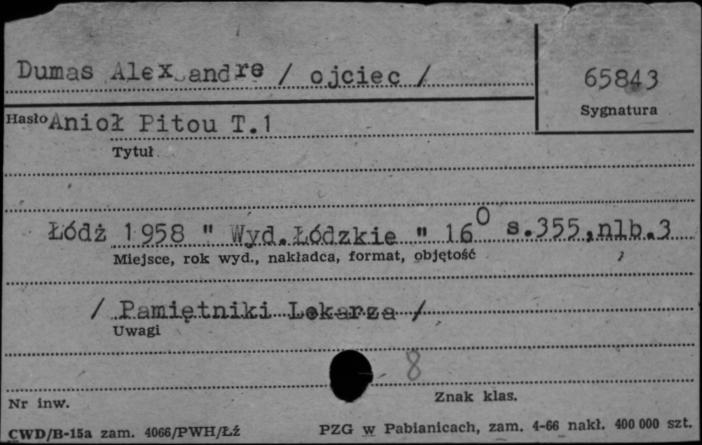 Dumas Alexandre / ojciec /
65843
Sygnatura
Hasło Anioł Pitou T.1
Tytuł
Łódź 1958 " Wyd.Łódzkie " 16° s.355,nlb.3
Miejsce, rok wyd., nakładca, format, objętość
/ Pamiętniki Lekarza /
Uwagi
8
Nr inw.
Znak klas.
CWD/B-15a zam. 4066/PWH/Łź
PZG w Pabianicach, zam. 4-66 nakł. 400 000 szt.